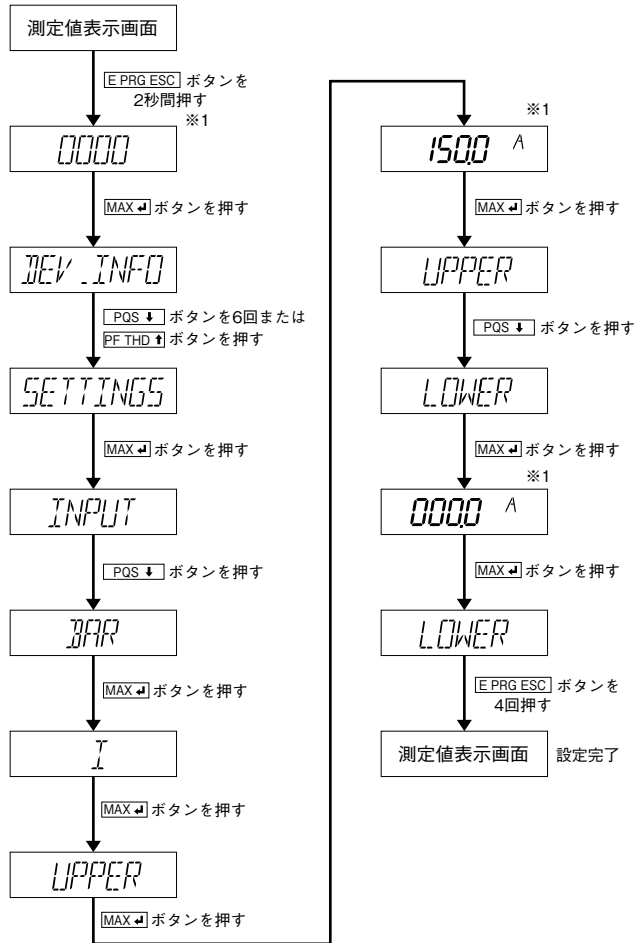 測定値表示画面
E PRG ESC ボタンを
2秒間押す
※1
0000
MAX ↲ ボタンを押す
DEV_INFO
PQS ↓ ボタンを6回または
PF THD ↑ ボタンを押す
SETTINGS
MAX ↲ ボタンを押す
INPUT
PQS ↓ ボタンを押す
BAR
MAX ↲ ボタンを押す
I
MAX ↲ ボタンを押す
UPPER
MAX ↲ ボタンを押す
※1
150.0 A
MAX ↲ ボタンを押す
UPPER
PQS ↓ ボタンを押す
LOWER
MAX ↲ ボタンを押す
※1
000.0 A
MAX ↲ ボタンを押す
LOWER
E PRG ESC ボタンを
4回押す
測定値表示画面 設定完了